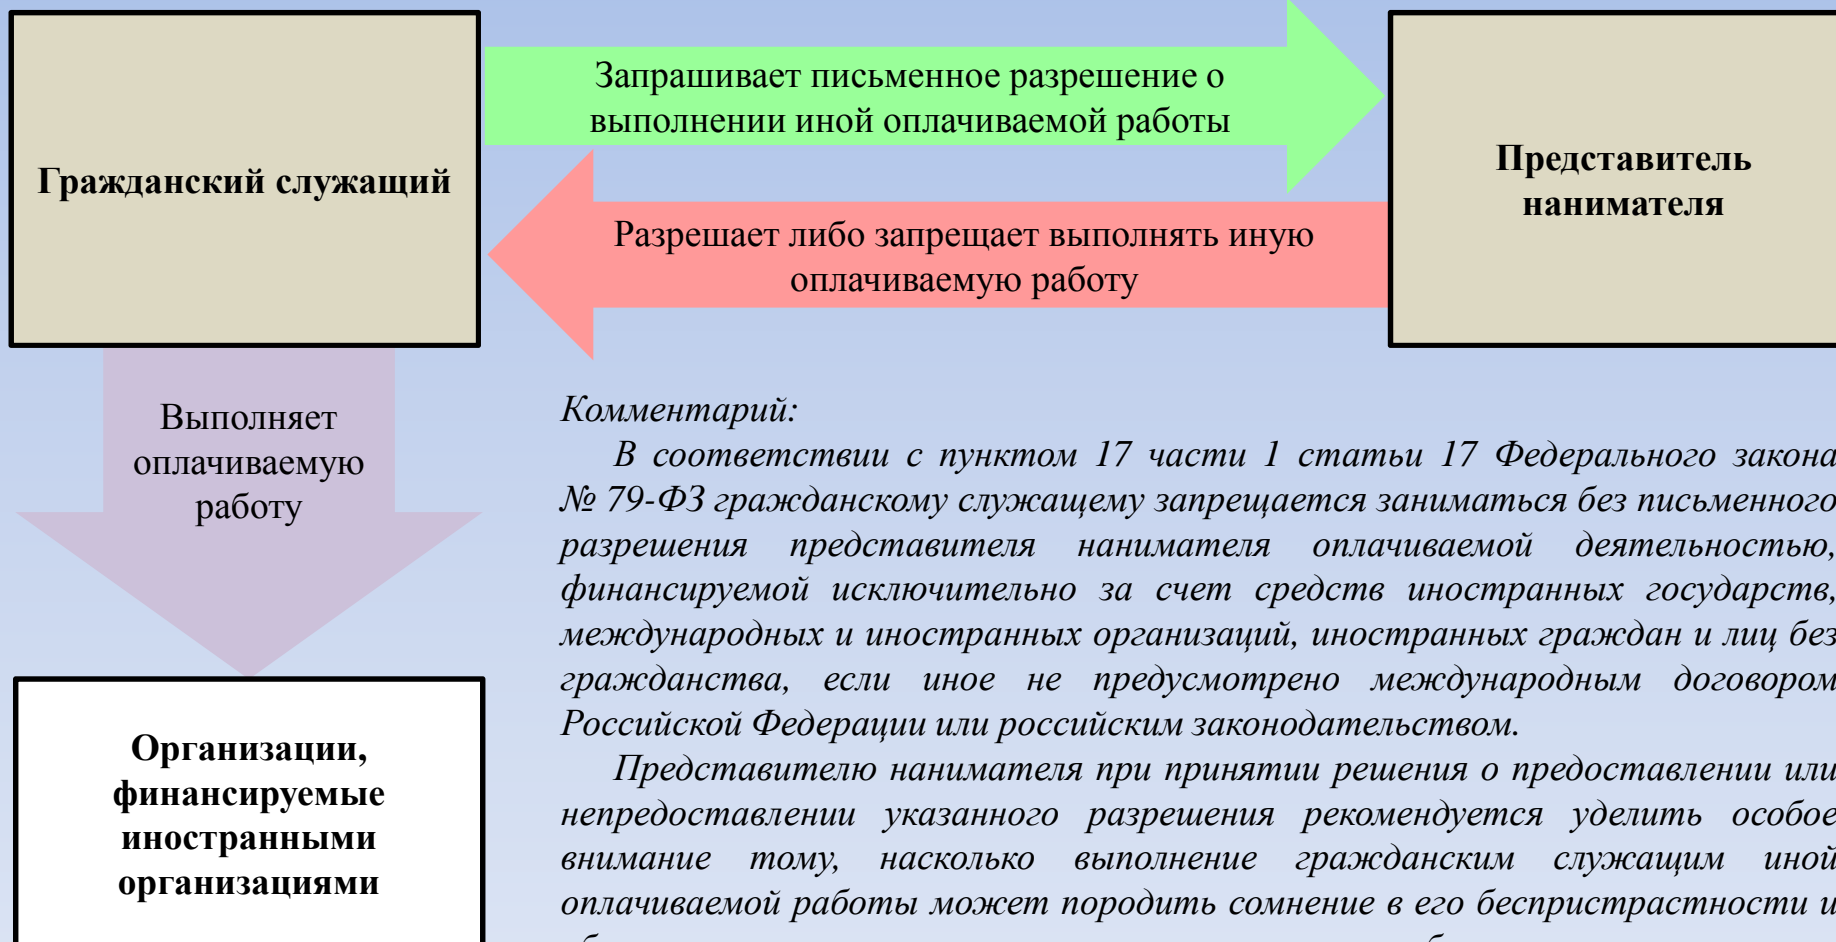 Гражданский служащий
Запрашивает письменное разрешение о
выполнении иной оплачиваемой работы
Разрешает либо запрещает выполнять иную
оплачиваемую работу
Представитель
нанимателя
Выполняет
оплачиваемую
работу
Организации,
финансируемые
иностранными
организациями
Комментарий:
В соответствии с пунктом 17 части 1 статьи 17 Федерального закона
№ 79-ФЗ гражданскому служащему запрещается заниматься без письменного
разрешения представителя нанимателя оплачиваемой деятельностью,
финансируемой исключительно за счет средств иностранных государств,
международных и иностранных организаций, иностранных граждан и лиц без
гражданства, если иное не предусмотрено международным договором
Российской Федерации или российским законодательством.
Представителю нанимателя при принятии решения о предоставлении или
непредоставлении указанного разрешения рекомендуется уделить особое
внимание тому, насколько выполнение гражданским служащим иной
оплачиваемой работы может породить сомнение в его беспристрастности и